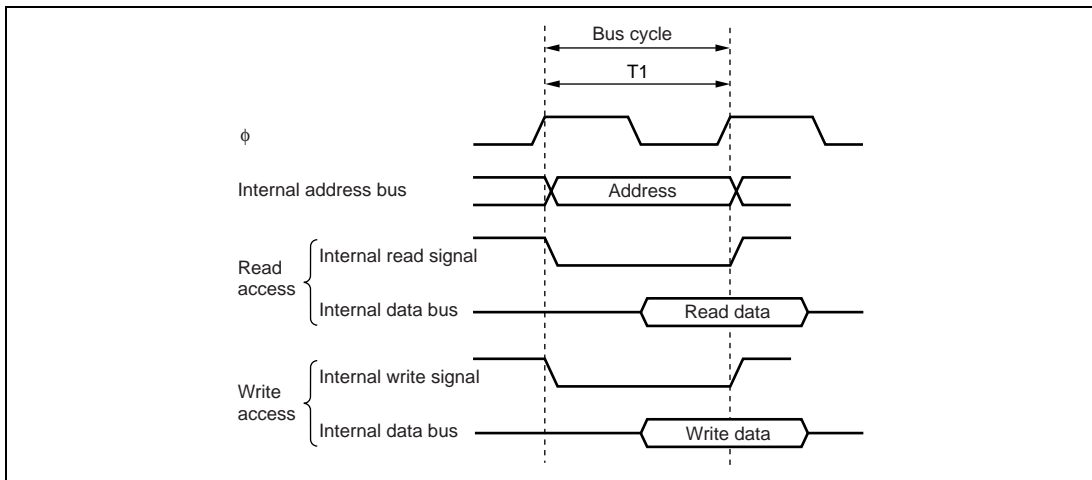 Bus cycle
T1
ϕ
Internal address bus
Address
Read
access
Internal read signal
Internal data bus
Read data
Write
access
Internal write signal
Internal data bus
Write data